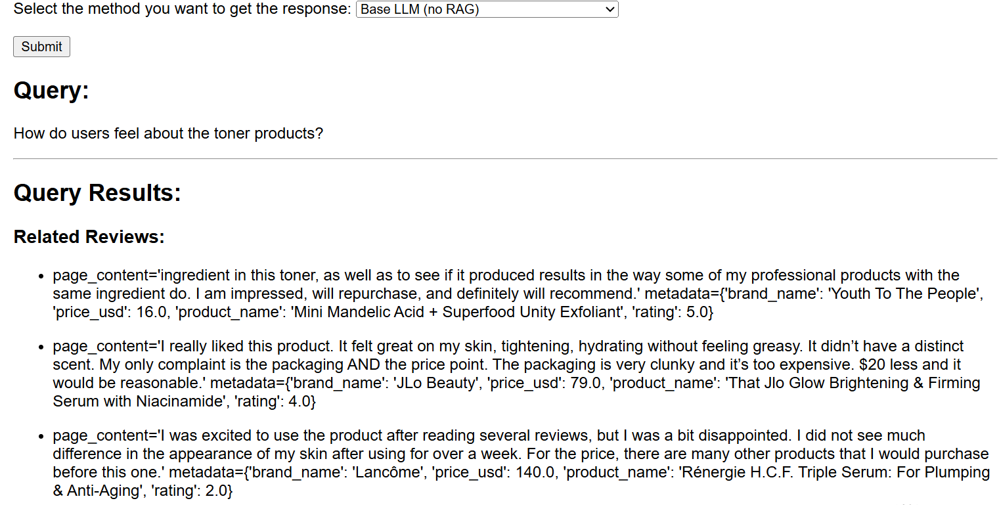 Select the method you want to get the response: Base LLM (no RAG)
Submit
Query:
How do users feel about the toner products?
Query Results:
Related Reviews:
• page_content='ingredient in this toner, as well as to see if it produced results in the way some of my professional products with the
same ingredient do. I am impressed, will repurchase, and definitely will recommend.' metadata={'brand_name': 'Youth To The People',
'price_usd': 16.0, 'product_name': 'Mini Mandelic Acid + Superfood Unity Exfoliant', 'rating': 5.0}
• page_content='I really liked this product. It felt great on my skin, tightening, hydrating without feeling greasy. It didn’t have a distinct
scent. My only complaint is the packaging AND the price point. The packaging is very clunky and it’s too expensive. $20 less and it
would be reasonable.' metadata={'brand_name': 'JLo Beauty', 'price_usd': 79.0, 'product_name': 'That Jlo Glow Brightening & Firming
Serum with Niacinamide', 'rating': 4.0}
• page_content='I was excited to use the product after reading several reviews, but I was a bit disappointed. I did not see much
difference in the appearance of my skin after using for over a week. For the price, there are many other products that I would purchase
before this one.' metadata={'brand_name': 'Lancôme', 'price_usd': 140.0, 'product_name': 'Rénergie H.C.F. Triple Serum: For Plumping
& Anti-Aging', 'rating': 2.0}